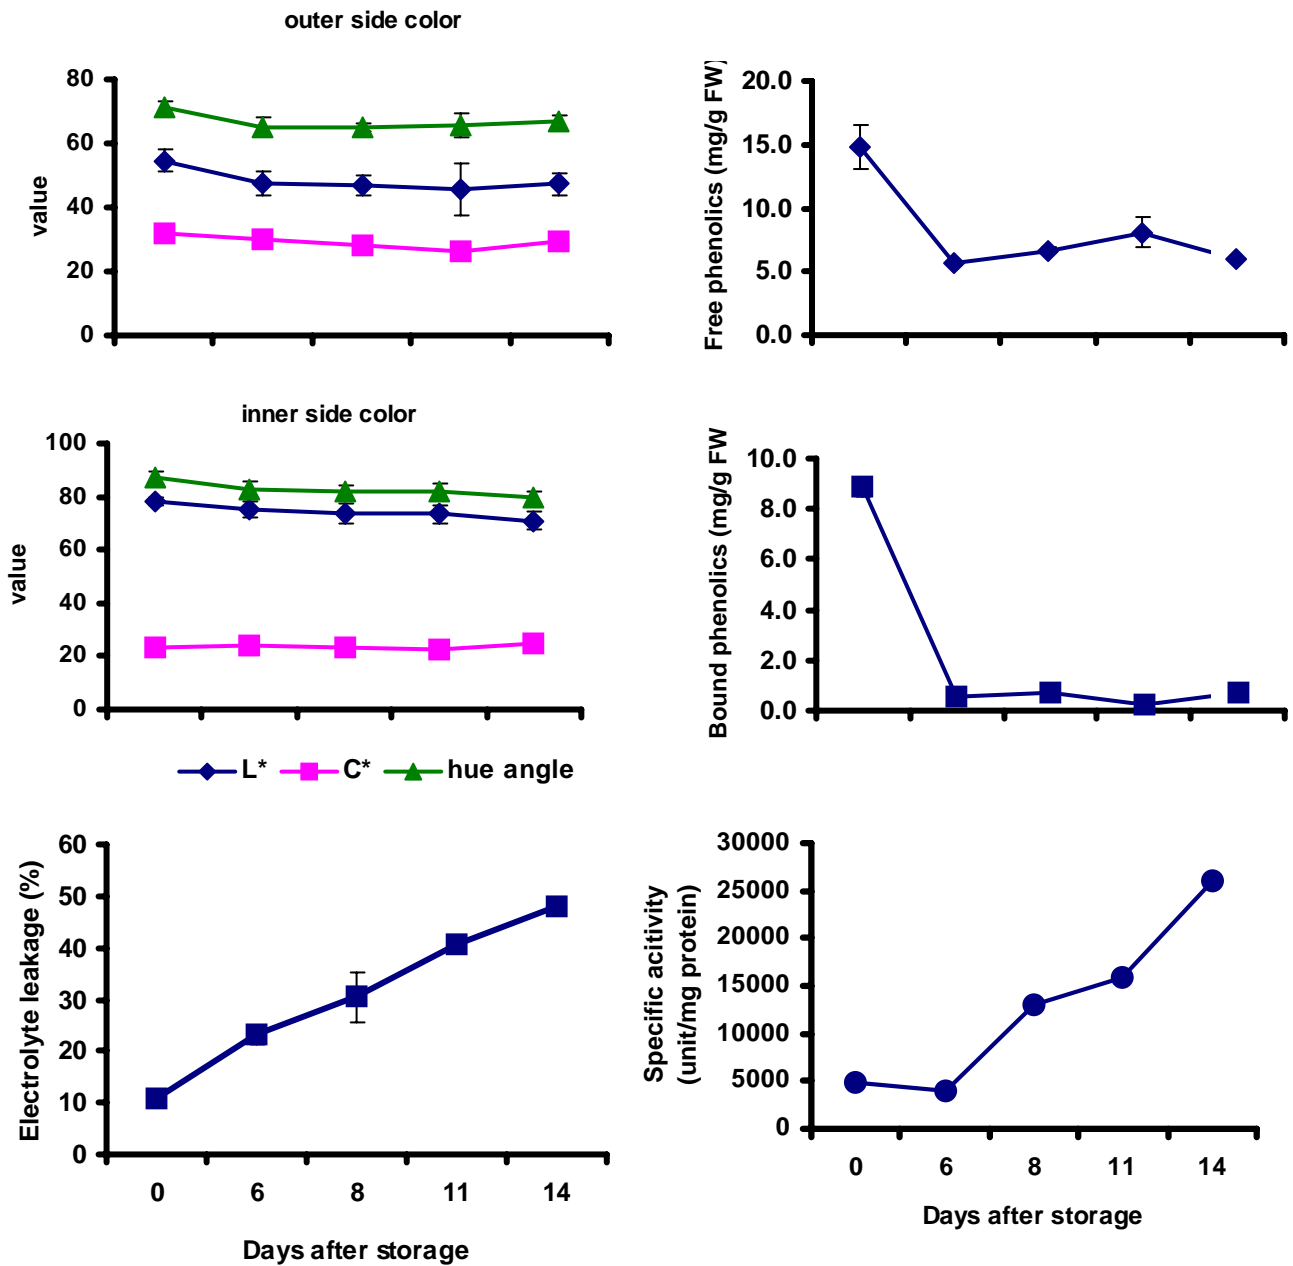 outer side color
80
60
40
20
0
value
20.0
15.0
10.0
5.0
0.0
Free phenolics (mg/g FW)
inner side color
100
80
60
40
20
0
value
10.0
8.0
6.0
4.0
2.0
0.0
Bound phenolics (mg/g FW
L* C* hue angle
60
50
40
30
20
10
0
Electrolyte leakage (%)
0 6 8 11 14
Days after storage
30000
25000
20000
15000
10000
5000
0
Specific acitivity
(unit/mg protein)
0 6 8 11 14
Days after storage